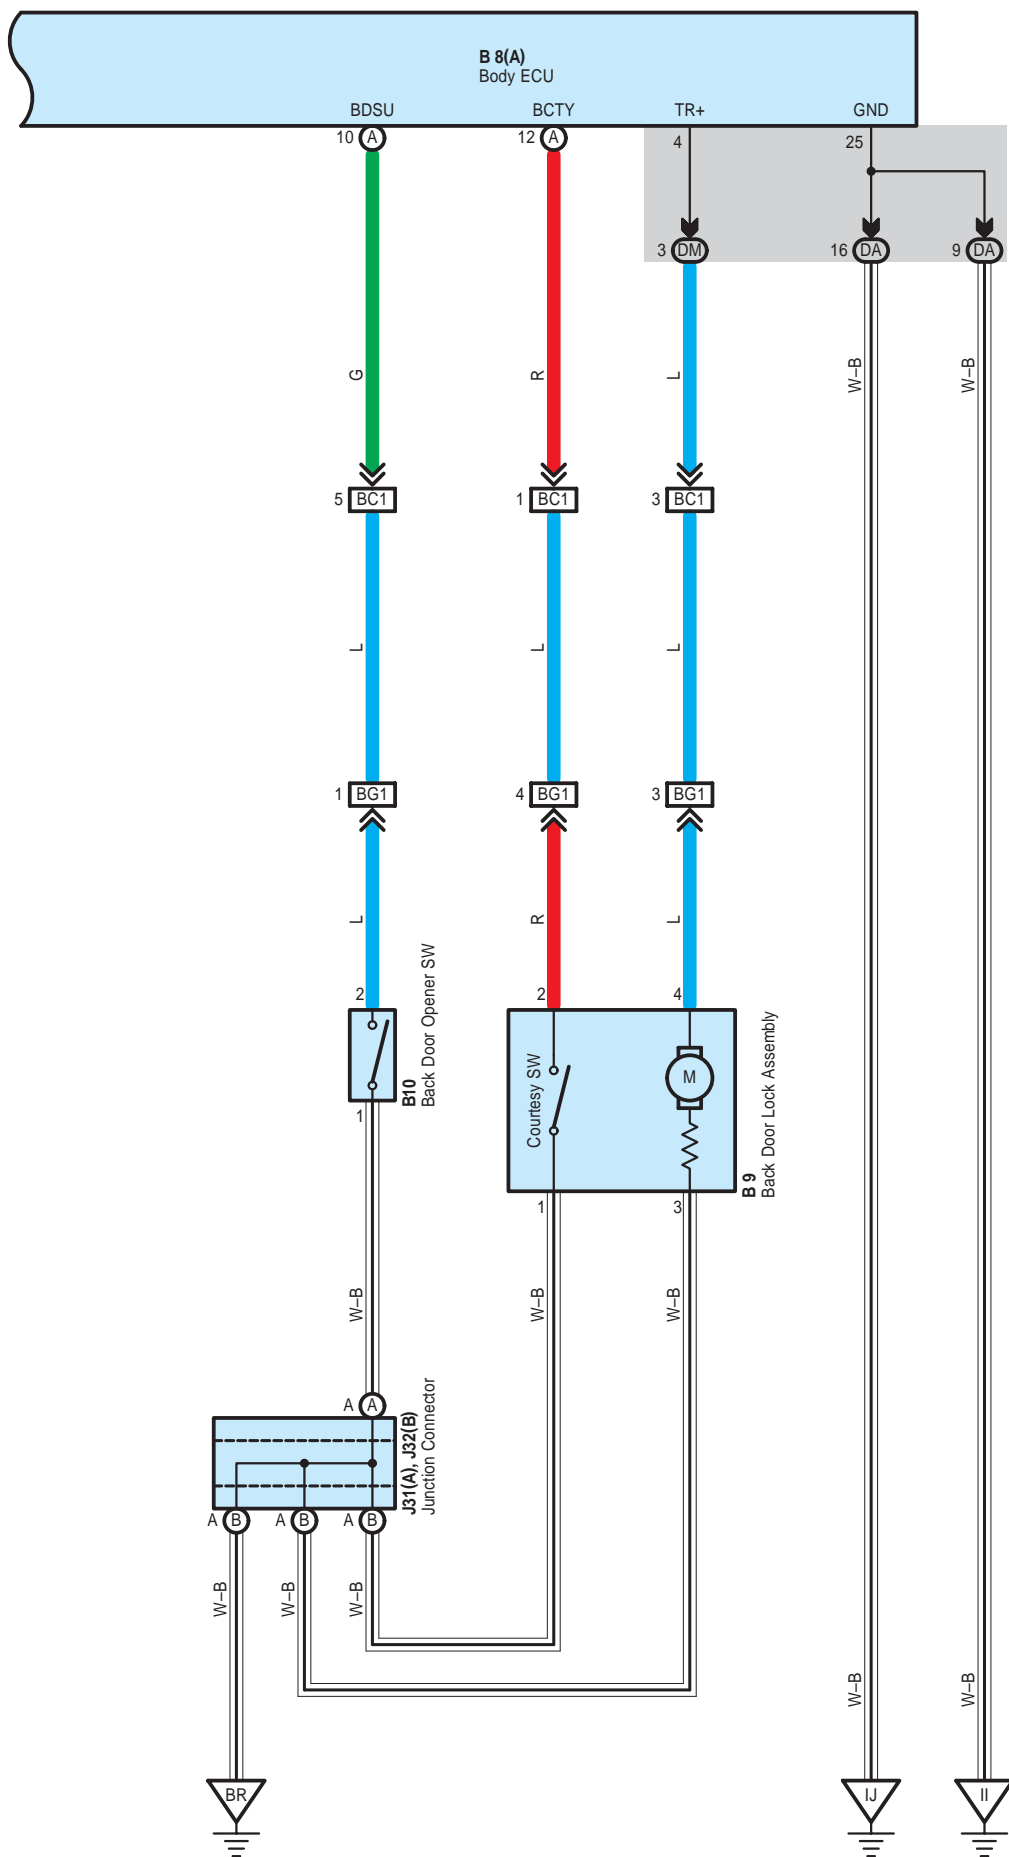 B 8(A)
Body ECU
BDSU BCTY TR+ GND
10 A 12 A 4 25
3 DM 16 DA 9 DA
G R L W–B W–B
5 BC1 1 BC1 3 BC1
L L L
1 BG1 4 BG1 3 BG1
L R L
2 2 4
B10
Back Door Opener SW
Courtesy SW
M
B 9
Back Door Lock Assembly
1 1 3
W–B W–B W–B
A A
J31(A), J32(B)
Junction Connector
A B A B A B
W–B W–B W–B
W–B W–B
BR IJ II